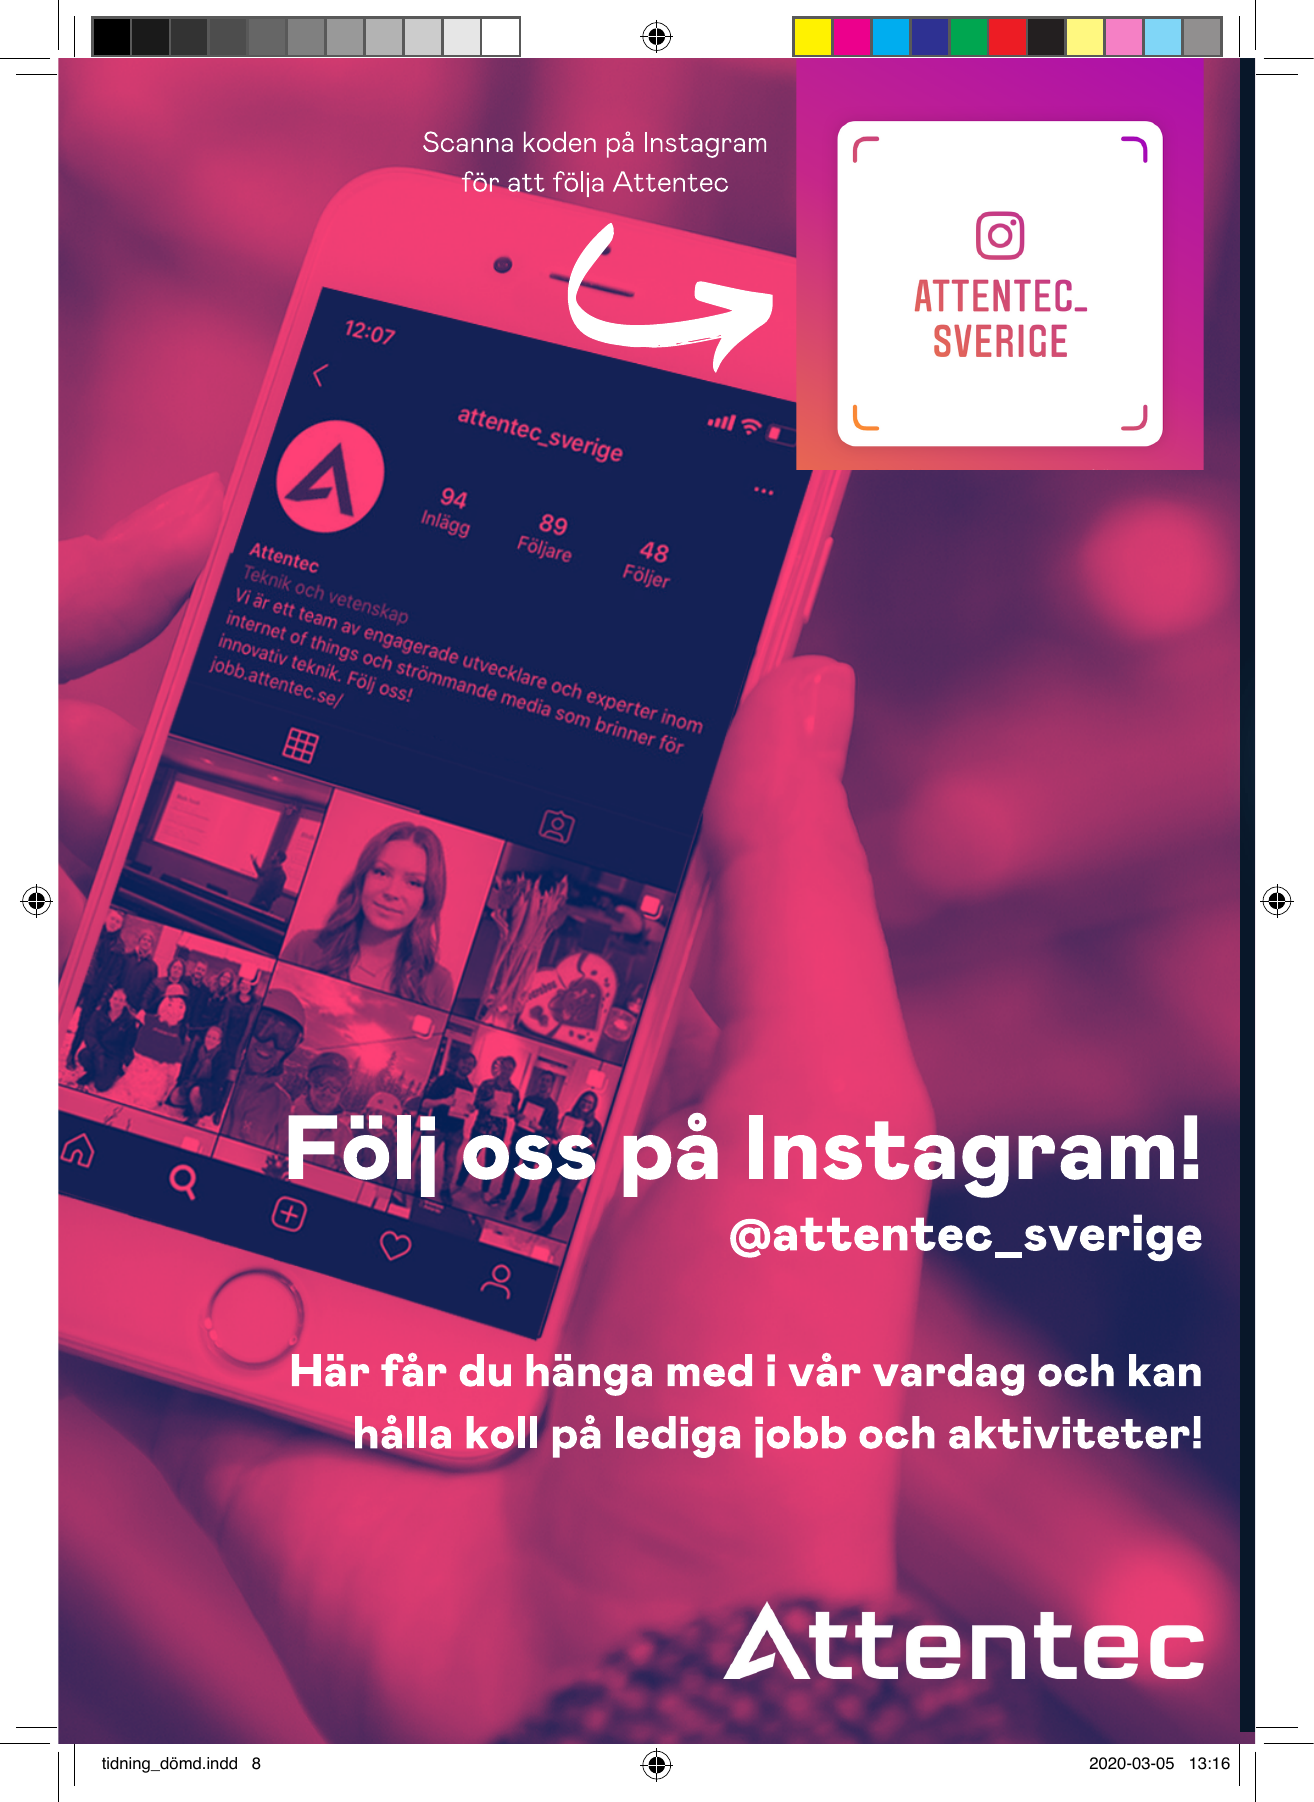 Scanna koden på Instagram
för att följa Attentec
ATTENTEC_
SVERIGE
12:07
attentec_sverige
94
Inlägg
89
Följare
48
Följer
Attentec
Teknik och vetenskap
Vi är ett team av engagerade utvecklare och experter inom
internet of things och strömmande media som brinner för
innovativ teknik. Följ oss!
jobb.attentec.se/
Följ oss på Instagram!
@attentec_sverige
Här får du hänga med i vår vardag och kan
hålla koll på lediga jobb och aktiviteter!
Attentec
tidning_dömd.indd 8
2020-03-05 13:16